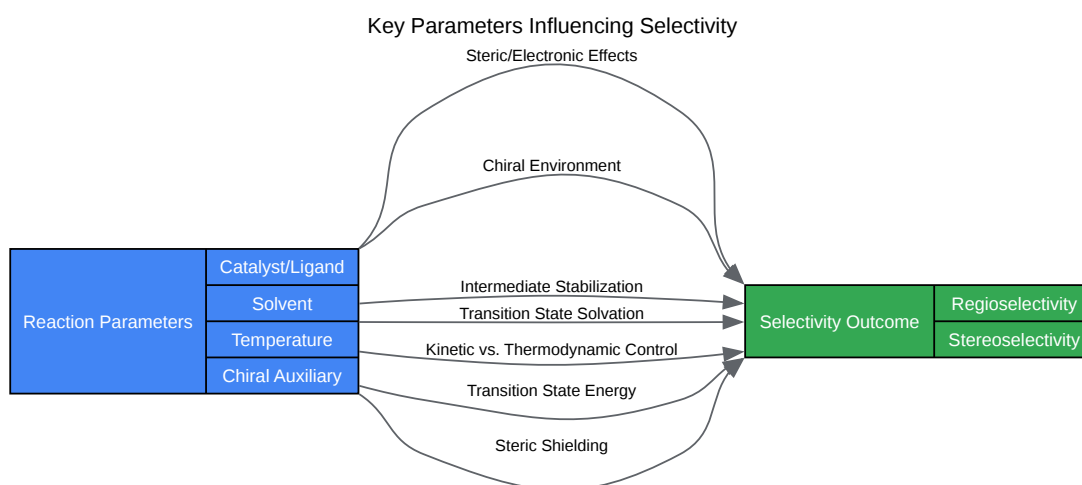 Key Parameters Influencing Selectivity
Steric/Electronic Effects
Chiral Environment
Reaction Parameters
Catalyst/Ligand
Solvent
Temperature
Chiral Auxiliary
Intermediate Stabilization
Transition State Solvation
Kinetic vs. Thermodynamic Control
Transition State Energy
Steric Shielding
Selectivity Outcome
Regioselectivity
Stereoselectivity